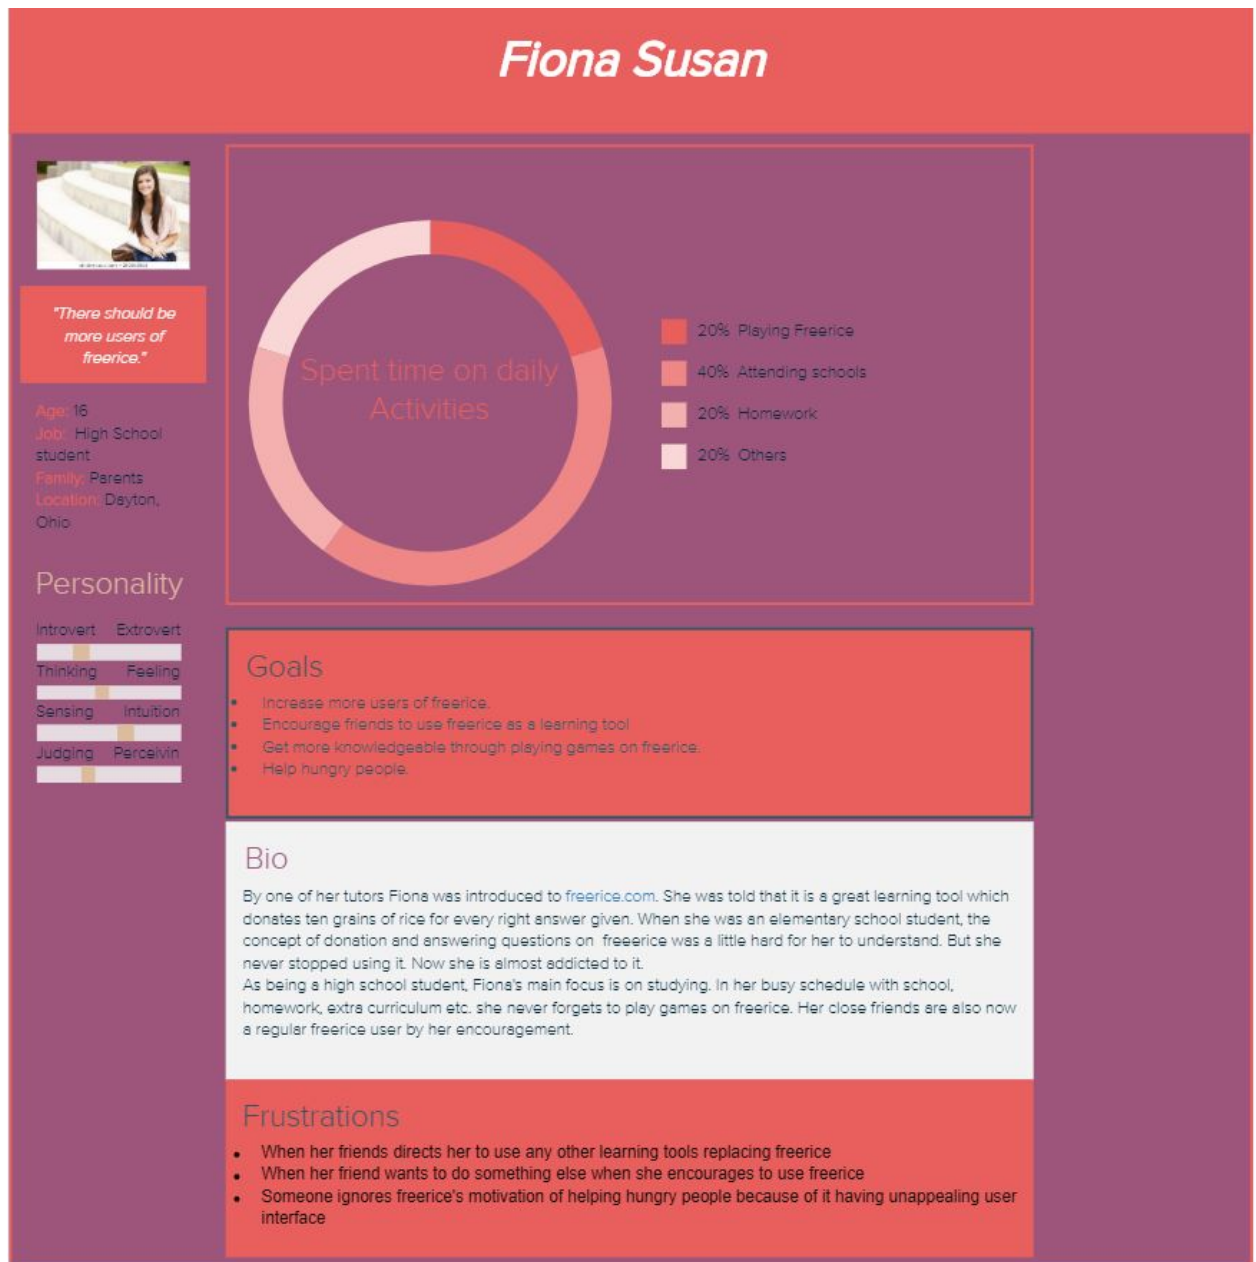 Fiona Susan
"There should be
more users of
freerice."
Age: 16
Job:  High School
student
Family: Parents
Location: Dayton,
Ohio
Personality
Introvert Extrovert
Thinking Feeling
Sensing Intuition
Judging Perceivin
Spent time on daily
Activities
20% Playing Freerice
40% Attending schools
20% Homework
20% Others
Goals
• Increase more users of freerice.
• Encourage friends to use freerice as a learning tool
• Get more knowledgeable through playing games on freerice.
• Help hungry people.
Bio
By one of her tutors Fiona was introduced to freerice.com. She was told that it is a great learning tool which
donates ten grains of rice for every right answer given. When she was an elementary school student, the
concept of donation and answering questions on  freeerice was a little hard for her to understand. But she
never stopped using it. Now she is almost addicted to it.
As being a high school student, Fiona's main focus is on studying. In her busy schedule with school,
homework, extra curriculum etc. she never forgets to play games on freerice. Her close friends are also now
a regular freerice user by her encouragement.
Frustrations
• When her friends directs her to use any other learning tools replacing freerice
• When her friend wants to do something else when she encourages to use freerice
• Someone ignores freerice's motivation of helping hungry people because of it having unappealing user
interface